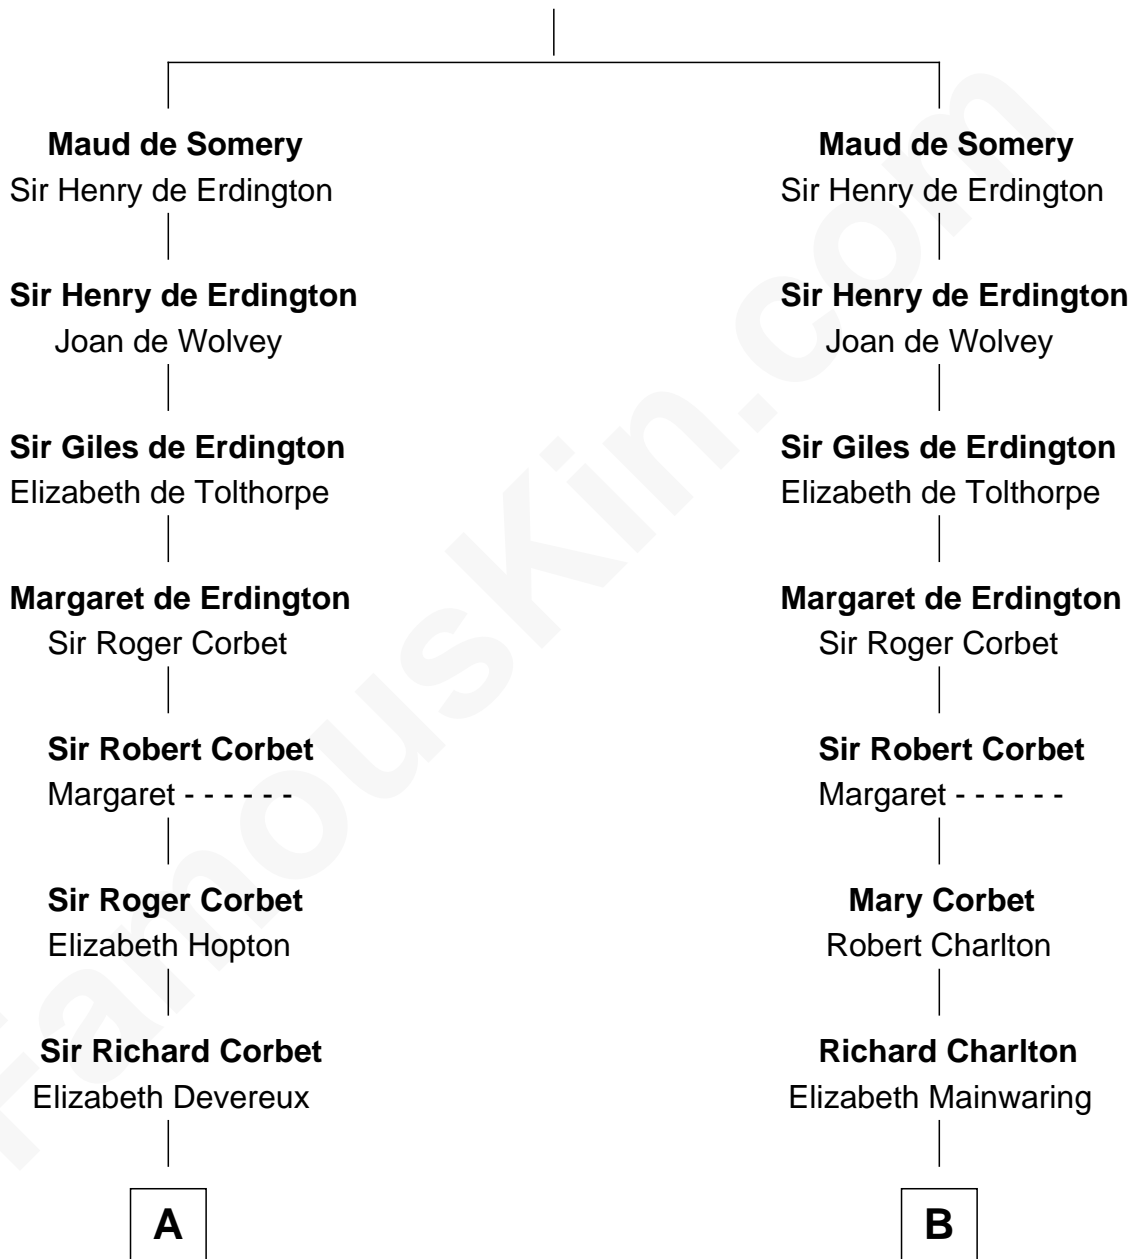 Maud de Somery
Sir Henry de Erdington
Sir Henry de Erdington
Joan de Wolvey
Sir Giles de Erdington
Elizabeth de Tolthorpe
Margaret de Erdington
Sir Roger Corbet
Sir Robert Corbet
Margaret - - - - - -
Sir Roger Corbet
Elizabeth Hopton
Sir Richard Corbet
Elizabeth Devereux
A
Maud de Somery
Sir Henry de Erdington
Sir Henry de Erdington
Joan de Wolvey
Sir Giles de Erdington
Elizabeth de Tolthorpe
Margaret de Erdington
Sir Roger Corbet
Sir Robert Corbet
Margaret - - - - - -
Mary Corbet
Robert Charlton
Richard Charlton
Elizabeth Mainwaring
B
FamousKin.com